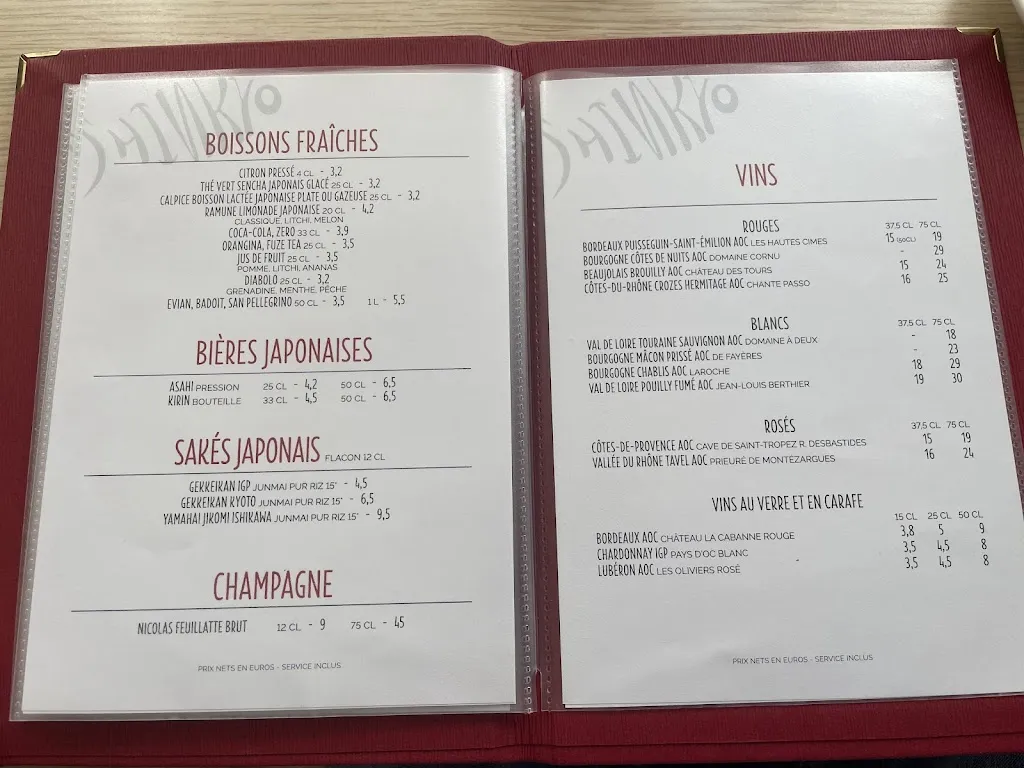 SHINKYO
BOISSONS FRAÎCHES
CITRON PRESSÉ 4 CL - 3,2
THÉ VERT SENCHA JAPONAIS GLACÉ 25 CL - 3,2
CALPICE BOISSON LACTÉE JAPONAISE PLATE OU GAZEUSE 25 CL - 3,2
RAMUNE LIMONADE JAPONAISE 20 CL - 4,2
CLASSIQUE, LITCHI, MELON
COCA-COLA, ZERO 33 CL - 3,9
ORANGINA, FUZE TEA 25 CL - 3,5
JUS DE FRUIT 25 CL - 3,5
POMME, LITCHI, ANANAS
DIABOLO 25 CL - 3,2
GRENADINE, MENTHE, PÊCHE
EVIAN, BADOIT, SAN PELLEGRINO 50 CL - 3,5 1 L - 5,5
BIÈRES JAPONAISES
ASAHI PRESSION 25 CL - 4,2 50 CL - 6,5
KIRIN BOUTEILLE 33 CL - 4,5 50 CL - 6,5
SAKÉS JAPONAIS FLACON 12 CL
GEKKEIKAN IGP JUNMAI PUR RIZ 15° - 4,5
GEKKEIKAN KYOTO JUNMAI PUR RIZ 15° - 6,5
YAMAHAI JIKOMI ISHIKAWA JUNMAI PUR RIZ 15° - 9,5
CHAMPAGNE
NICOLAS FEUILLATTE BRUT 12 CL - 9 75 CL - 45
PRIX NETS EN EUROS - SERVICE INCLUS
SHINKYO
VINS
ROUGES 37,5 CL 75 CL
BORDEAUX PUISSEGUIN-SAINT-ÉMILION AOC LES HAUTES CIMES 15 (50CL) 19
BOURGOGNE CÔTES DE NUITS AOC DOMAINE CORNU - 29
BEAUJOLAIS BROUILLY AOC CHÂTEAU DES TOURS 15 24
CÔTES-DU-RHÔNE CROZES HERMITAGE AOC CHANTE PASSO 16 25
BLANCS 37,5 CL 75 CL
VAL DE LOIRE TOURAINE SAUVIGNON AOC DOMAINE À DEUX - 18
BOURGOGNE MÂCON PRISSÉ AOC DE FAYÈRES - 23
BOURGOGNE CHABLIS AOC LAROCHE 18 29
VAL DE LOIRE POUILLY FUMÉ AOC JEAN-LOUIS BERTHIER 19 30
ROSÉS 37,5 CL 75 CL
CÔTES-DE-PROVENCE AOC CAVE DE SAINT-TROPEZ R. DESBASTIDES 15 19
VALLÉE DU RHÔNE TAVEL AOC PRIEURÉ DE MONTÉZARGUES 16 24
VINS AU VERRE ET EN CARAFE
15 CL 25 CL 50 CL
BORDEAUX AOC CHÂTEAU LA CABANNE ROUGE 3,8 5 9
CHARDONNAY IGP PAYS D'OC BLANC 3,5 4,5 8
LUBÉRON AOC LES OLIVIERS ROSÉ 3,5 4,5 8
PRIX NETS EN EUROS - SERVICE INCLUS